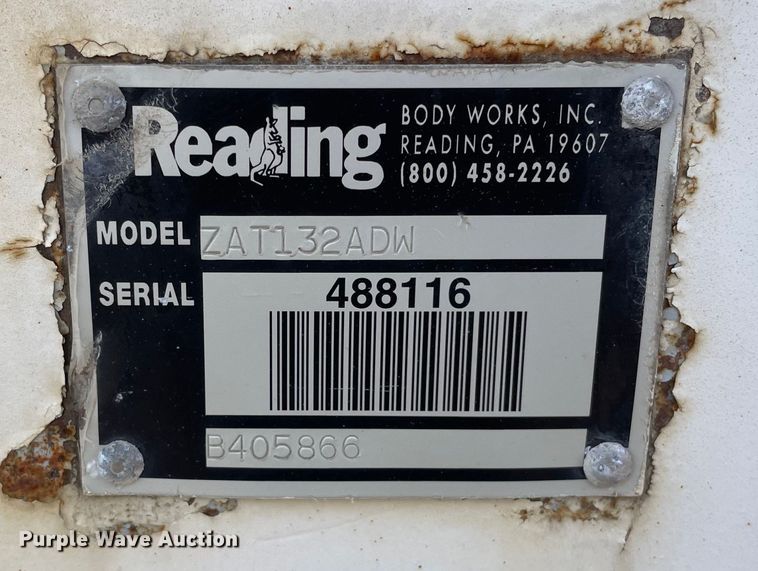 Reading
BODY WORKS, INC.
READING, PA 19607
(800) 458-2226
MODEL ZAT132ADW
SERIAL 488116
B405866
Purple Wave Auction